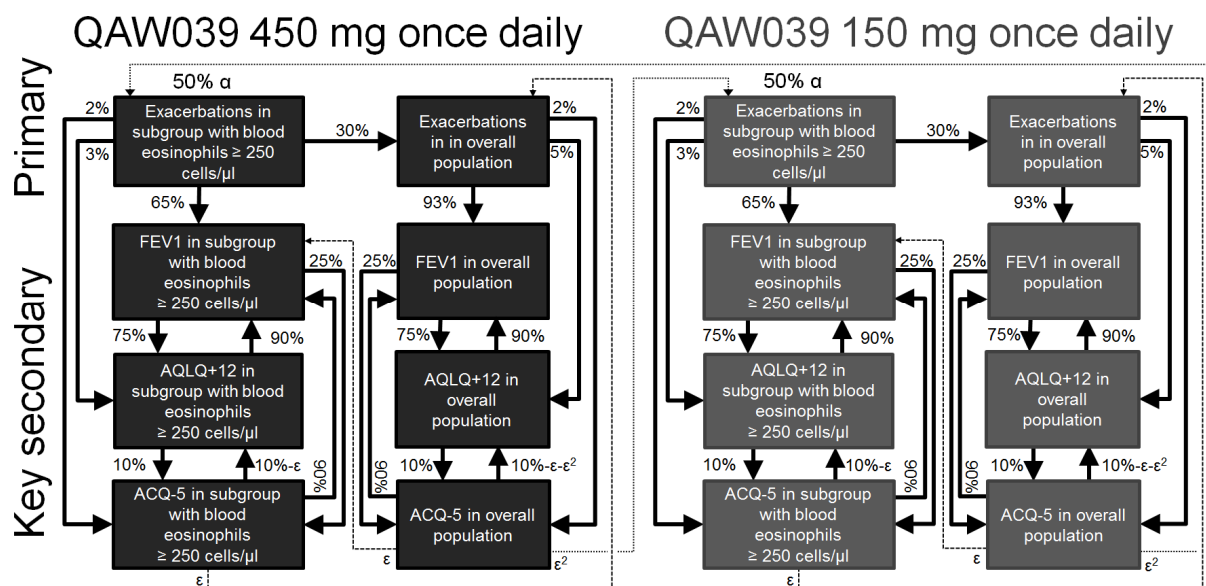 QAW039 450 mg once daily
QAW039 150 mg once daily
Primary
Key secondary
50% α
2%
3%
Exacerbations in
subgroup with blood
eosinophils ≥ 250
cells/µl
30%
Exacerbations
in in overall
population
2%
5%
65%
93%
FEV1 in subgroup
with blood
eosinophils
≥ 250 cells/µl
25%
25%
FEV1 in overall
population
75%
90%
75%
90%
AQLQ+12 in
subgroup with blood
eosinophils
≥ 250 cells/µl
AQLQ+12 in
overall
population
10%
10%-ε
90%
90%
10%
10%-ε-ε²
ACQ-5 in subgroup
with blood
eosinophils
≥ 250 cells/µl
ACQ-5 in overall
population
ε
ε
ε²
50% α
2%
3%
Exacerbations in
subgroup with blood
eosinophils ≥ 250
cells/µl
30%
Exacerbations
in in overall
population
2%
5%
65%
93%
FEV1 in subgroup
with blood
eosinophils
≥ 250 cells/µl
25%
25%
FEV1 in overall
population
75%
90%
75%
90%
AQLQ+12 in
subgroup with blood
eosinophils
≥ 250 cells/µl
AQLQ+12 in
overall
population
10%
10%-ε
90%
90%
10%
10%-ε-ε²
ACQ-5 in subgroup
with blood
eosinophils
≥ 250 cells/µl
ACQ-5 in overall
population
ε
ε
ε²